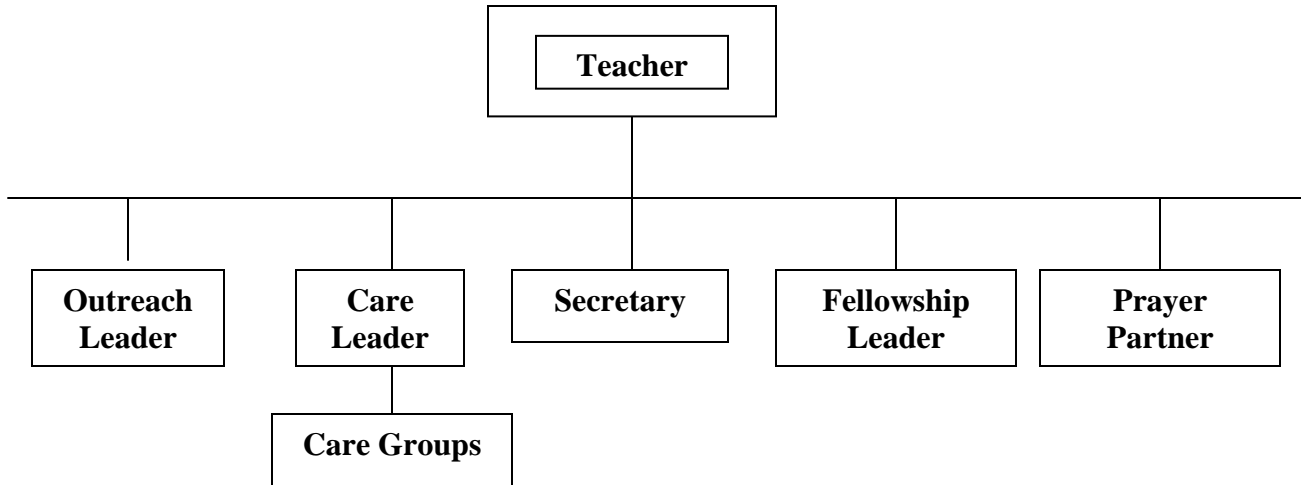 Teacher
Outreach
Leader
Care
Leader
Secretary
Fellowship
Leader
Prayer
Partner
Care Groups